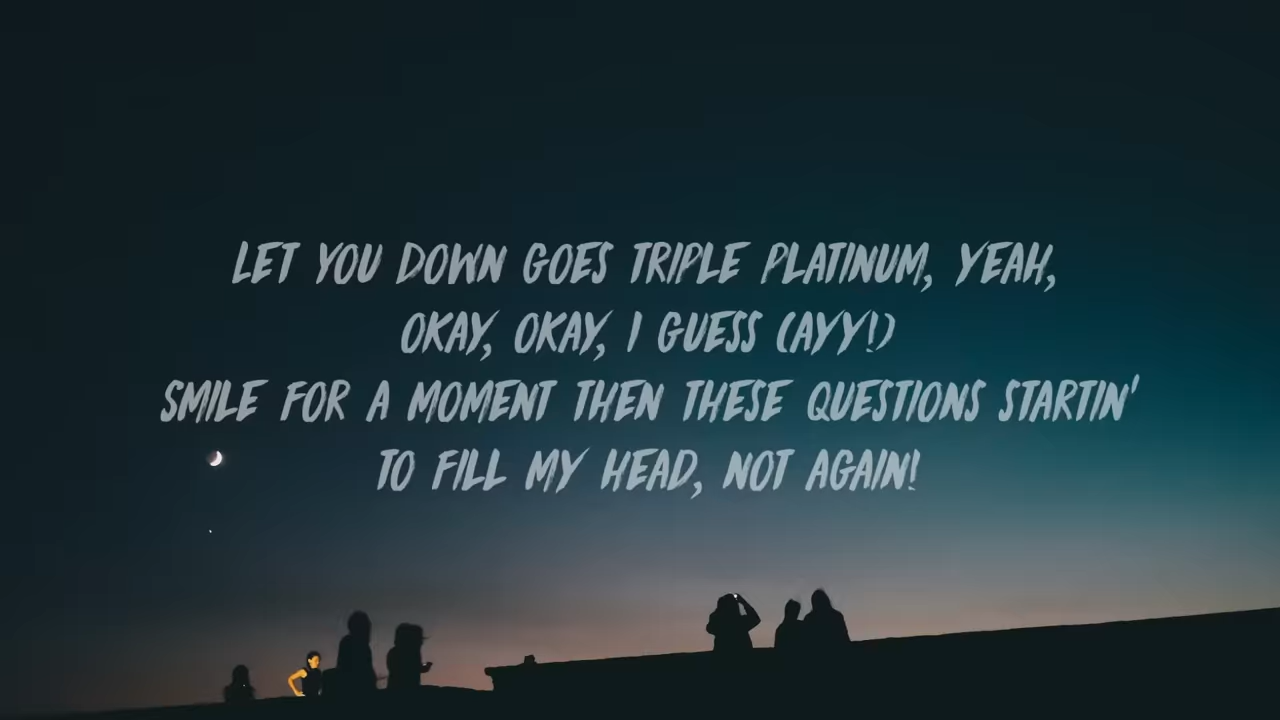 LET YOU DOWN GOES TRIPLE PLATINUM, YEAH,
OKAY, OKAY, I GUESS (AYY!)
SMILE FOR A MOMENT THEN THESE QUESTIONS STARTIN'
TO FILL MY HEAD, NOT AGAIN!